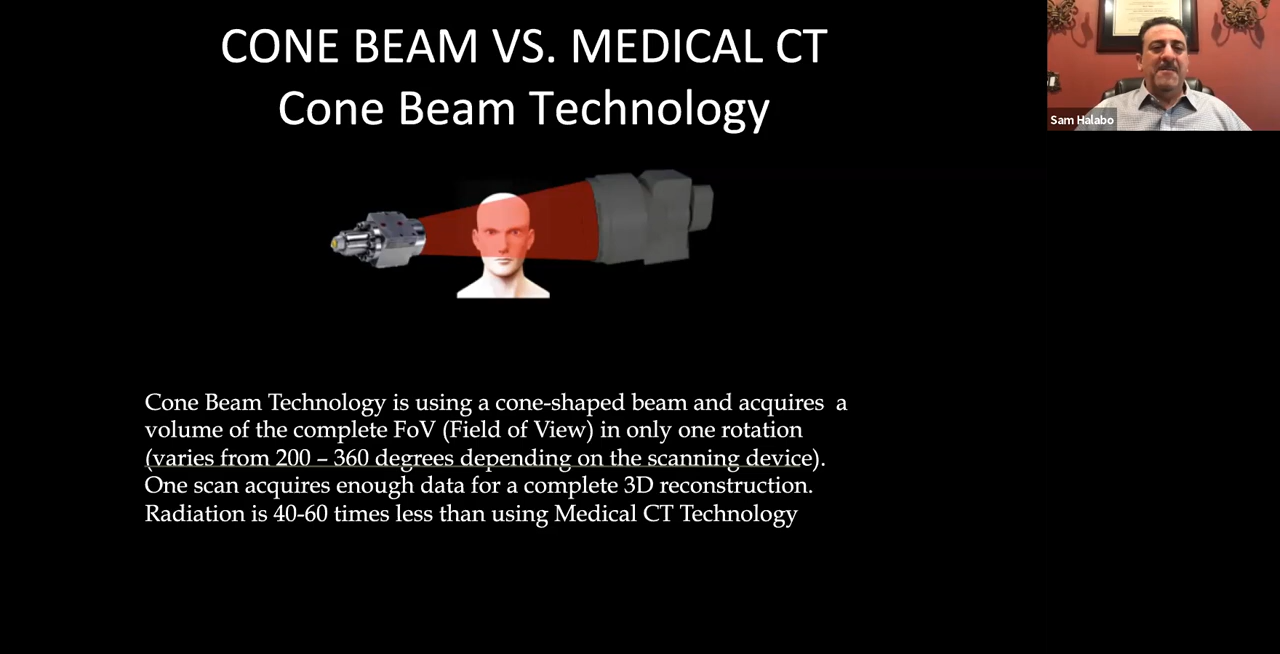 CONE BEAM VS. MEDICAL CT
Cone Beam Technology
Sam Halabo
Cone Beam Technology is using a cone-shaped beam and acquires a
volume of the complete FoV (Field of View) in only one rotation
(varies from 200 – 360 degrees depending on the scanning device).
One scan acquires enough data for a complete 3D reconstruction.
Radiation is 40-60 times less than using Medical CT Technology